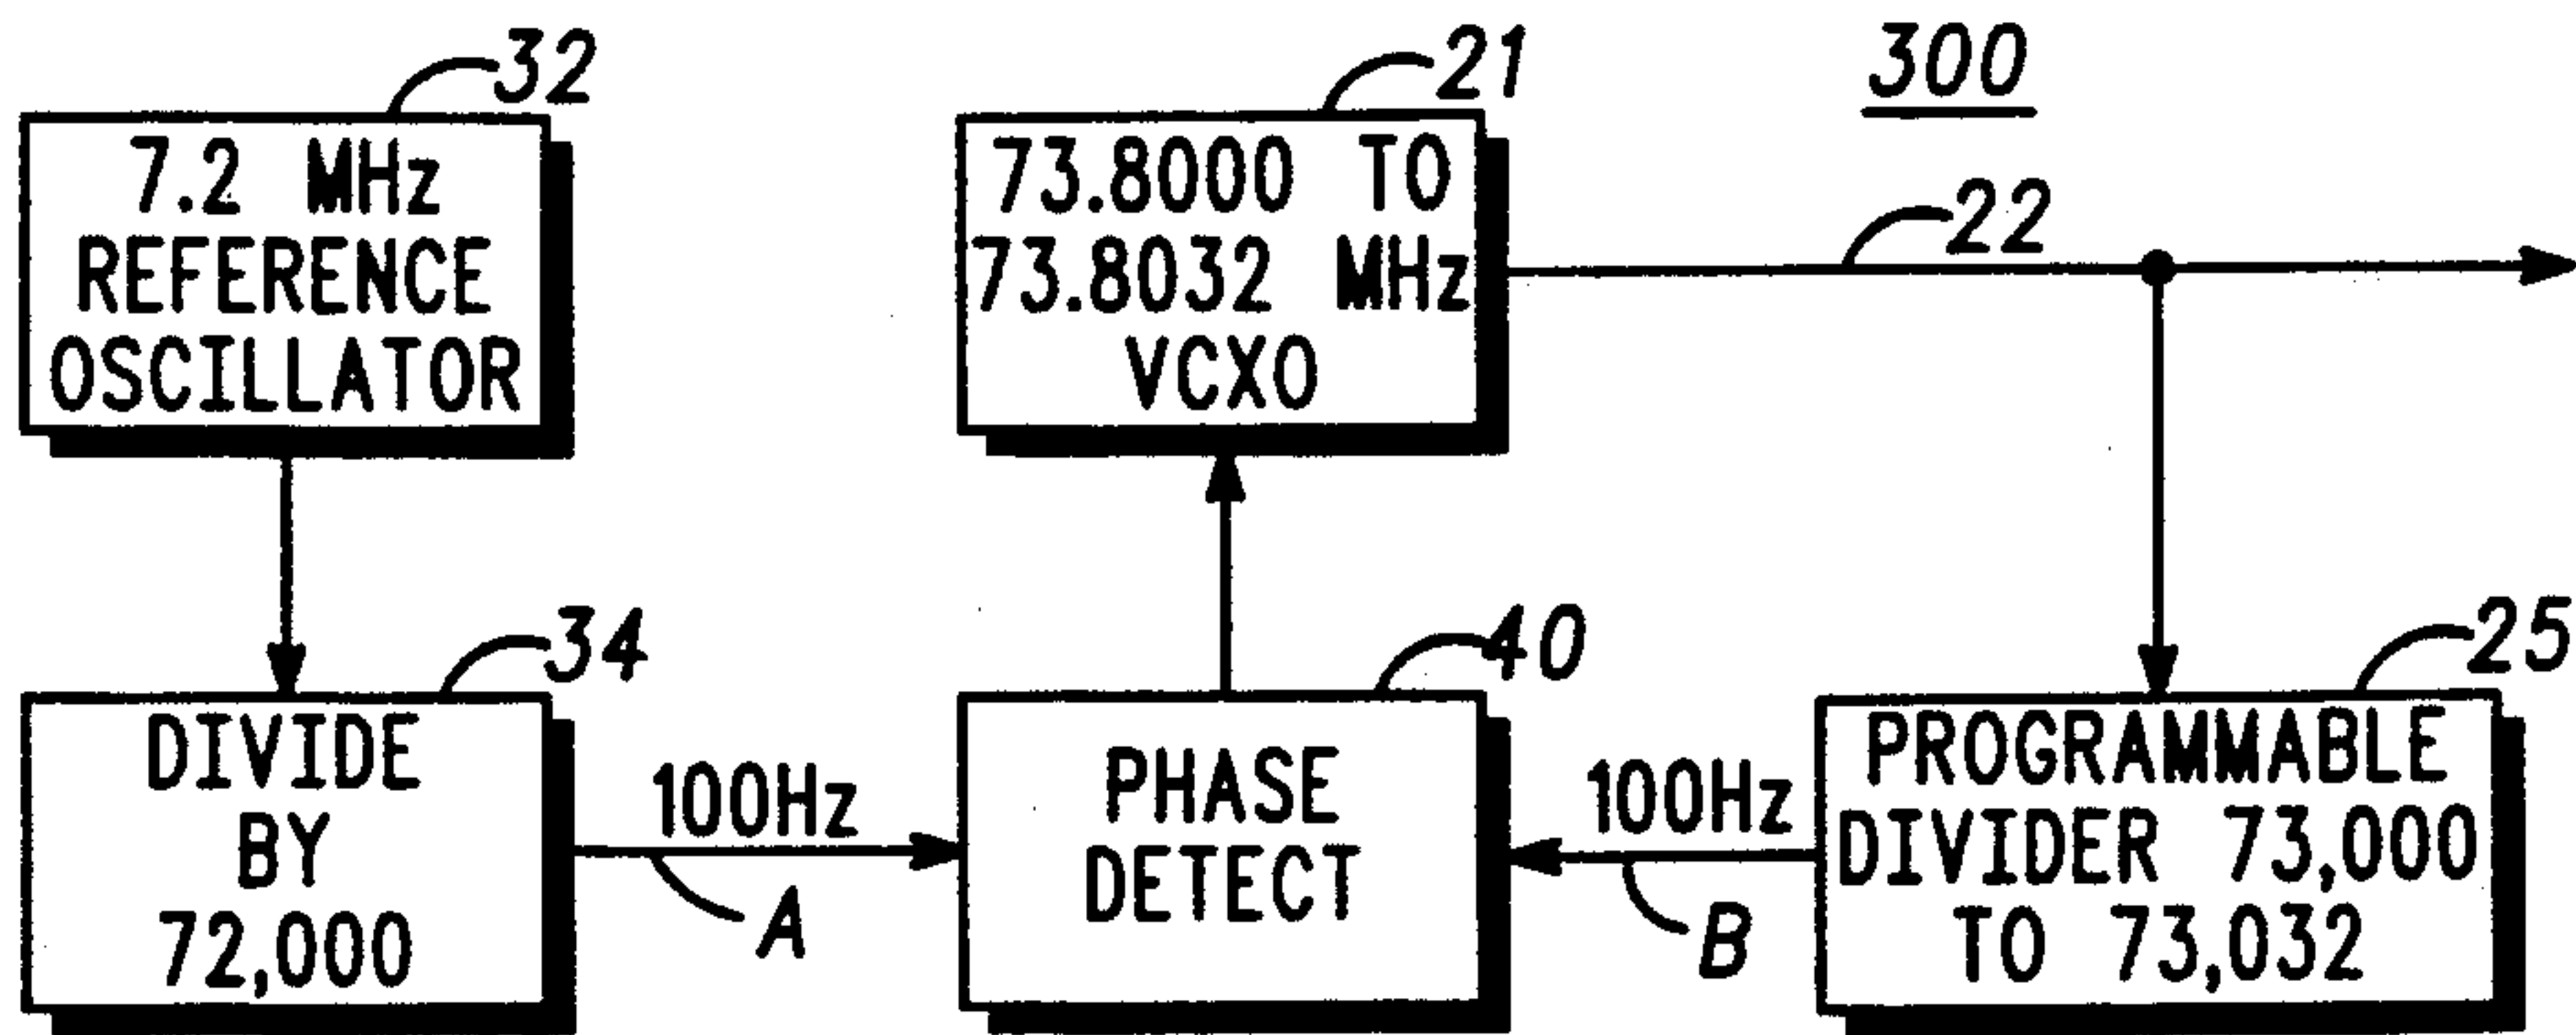 32
7.2 MHz
REFERENCE
OSCILLATOR
21
73.8000 TO
73.8032 MHz
VCXO
300
22
34
DIVIDE
BY
72,000
100Hz
A
40
PHASE
DETECT
100Hz
B
25
PROGRAMMABLE
DIVIDER 73,000
TO 73,032